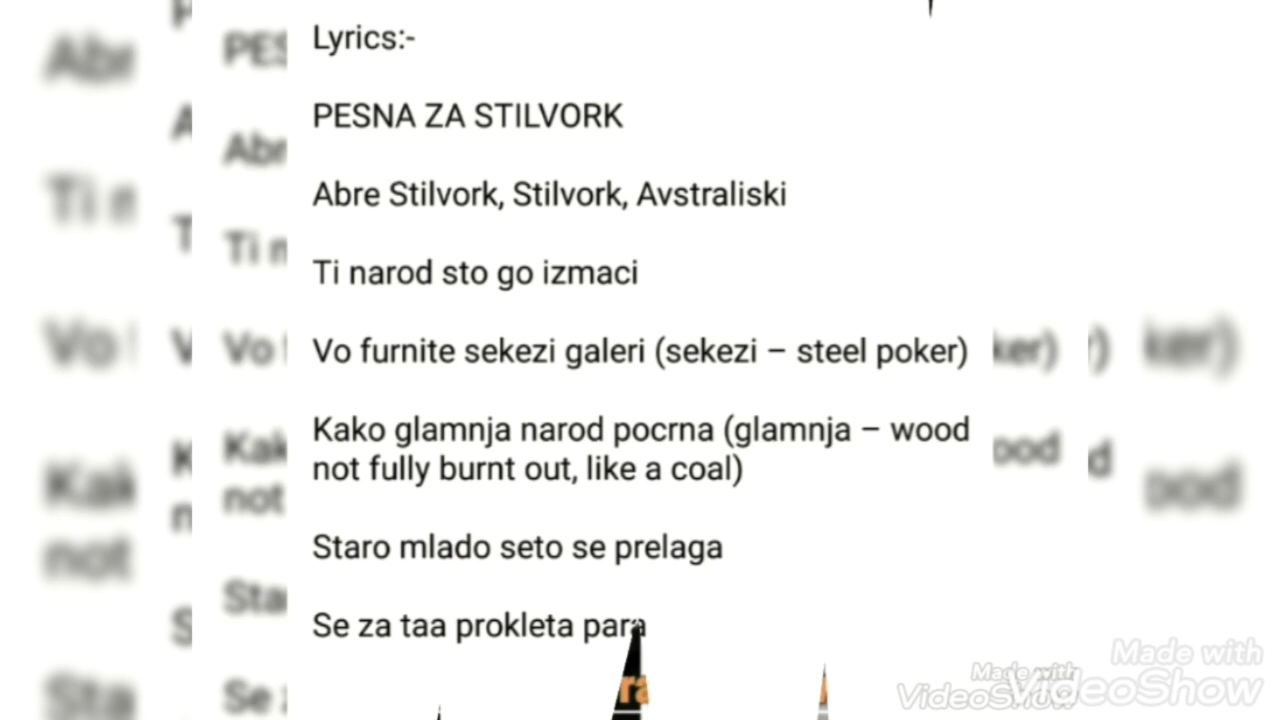 Lyrics:-
PESNA ZA STILVORK
Abre Stilvork, Stilvork, Avstraliski
Ti narod sto go izmaci
Vo furnite sekezi galeri (sekezi – steel poker)
Kako glamnja narod pocrna (glamnja – wood
not fully burnt out, like a coal)
Staro mlado seto se prelaga
Se za taa prokleta para
Made with
VideoShow